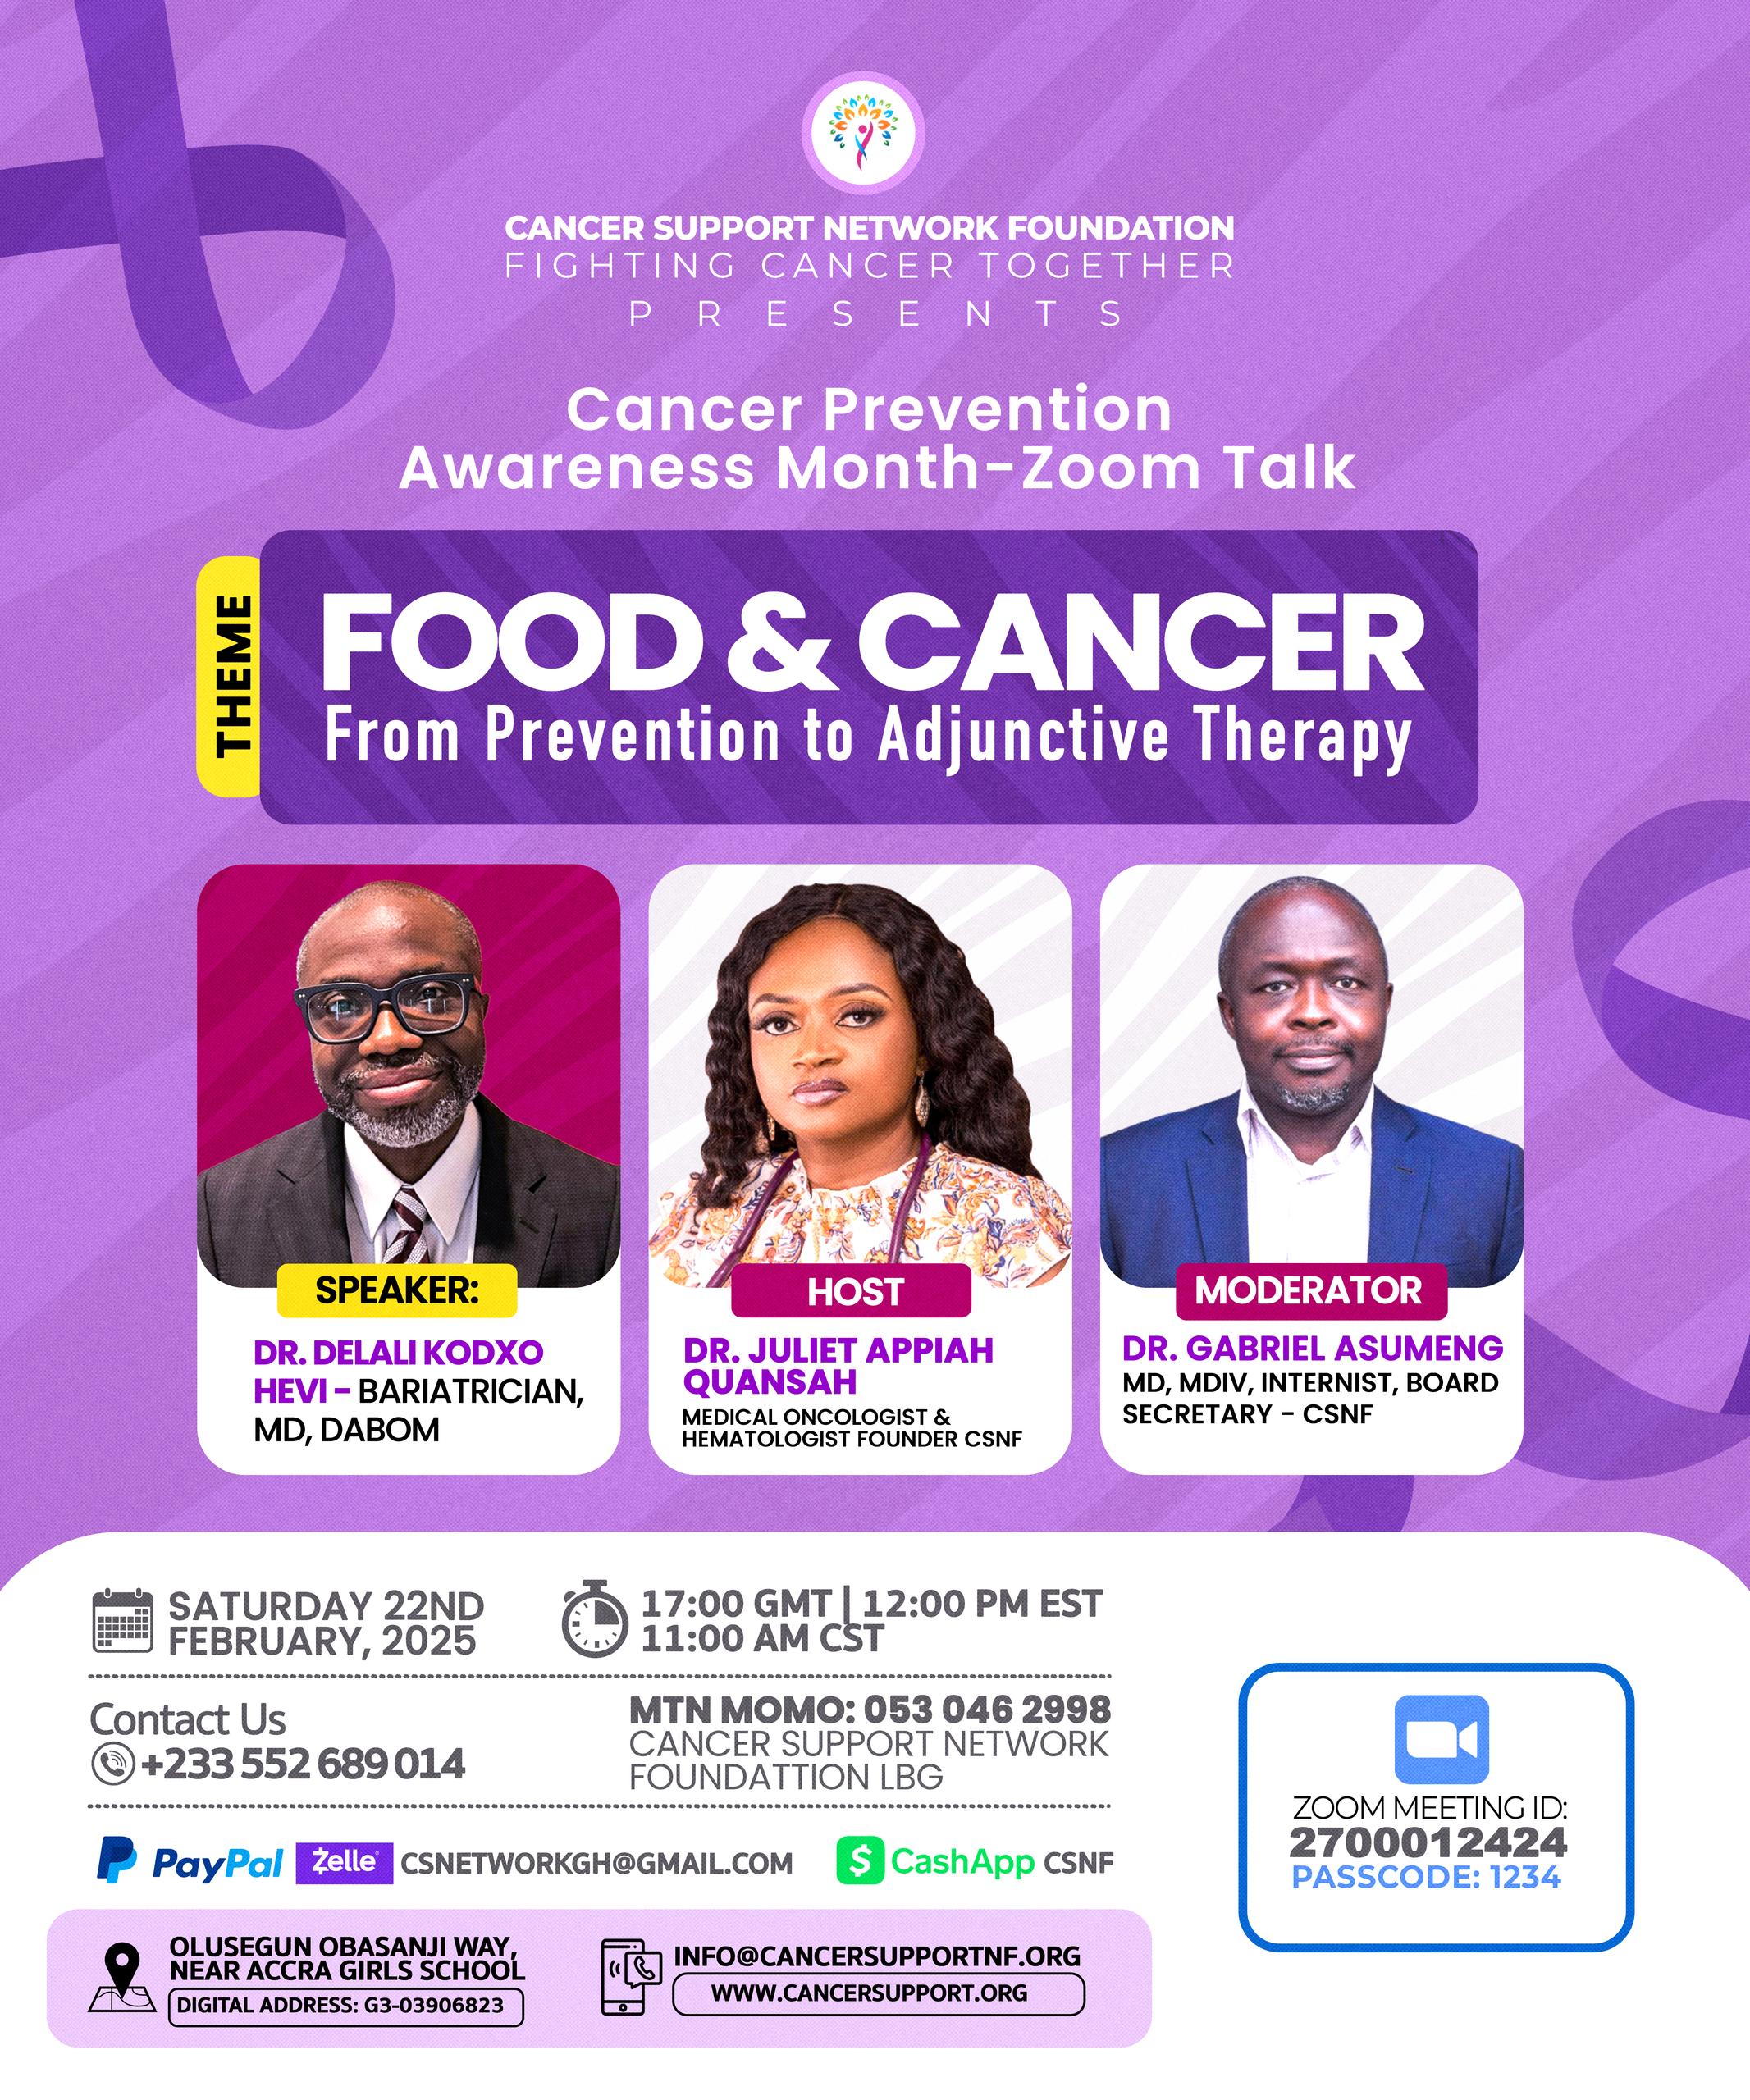 CANCER SUPPORT NETWORK FOUNDATION
FIGHTING CANCER TOGETHER
PRESENTS
Cancer Prevention
Awareness Month-Zoom Talk
THEME
FOOD & CANCER
From Prevention to Adjunctive Therapy
SPEAKER:
DR. DELALI KODXO
HEVI - BARIATRICIAN,
MD, DABOM
HOST
DR. JULIET APPIAH
QUANSAH
MEDICAL ONCOLOGIST &
HEMATOLOGIST FOUNDER CSNF
MODERATOR
DR. GABRIEL ASUMENG
MD, MDIV, INTERNIST, BOARD
SECRETARY - CSNF
SATURDAY 22ND
FEBRUARY, 2025
17:00 GMT | 12:00 PM EST
11:00 AM CST
Contact Us
+233 552 689 014
MTN MOMO: 053 046 2998
CANCER SUPPORT NETWORK
FOUNDATTION LBG
PayPal Zelle CSNETWORKGH@GMAIL.COM
$ CashApp CSNF
OLUSEGUN OBASANJI WAY,
NEAR ACCRA GIRLS SCHOOL
DIGITAL ADDRESS: G3-03906823
INFO@CANCERSUPPORTNF.ORG
WWW.CANCERSUPPORT.ORG
ZOOM MEETING ID:
2700012424
PASSCODE: 1234